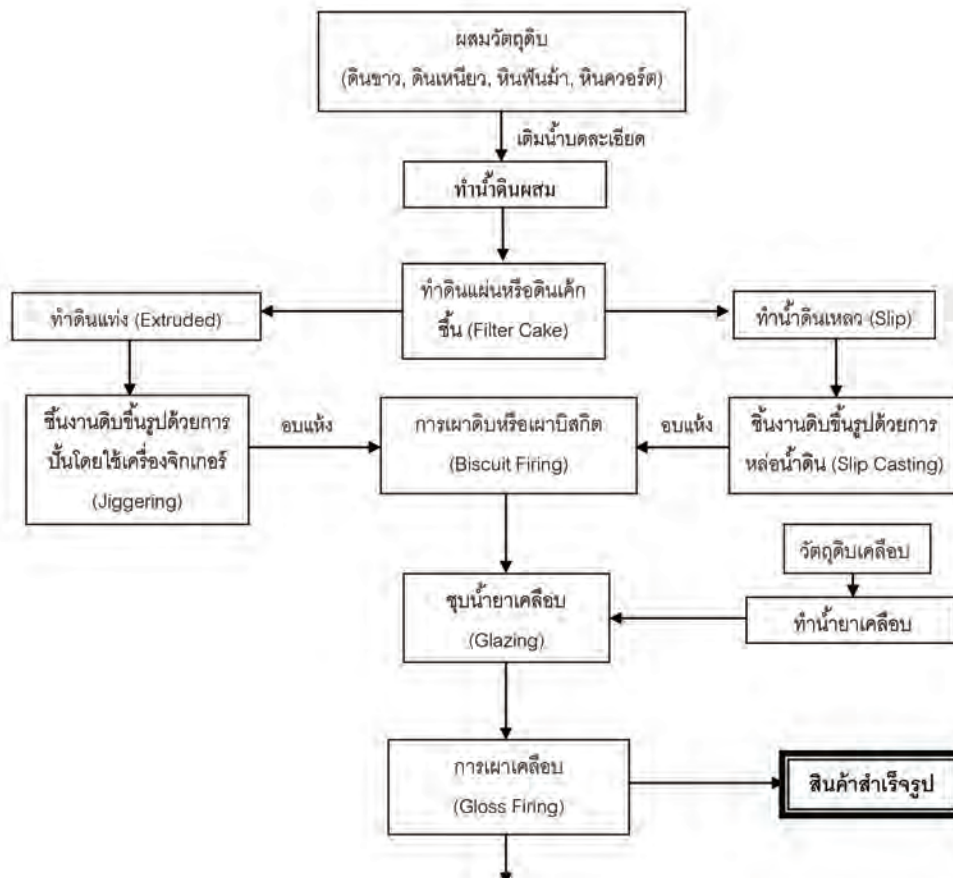 ผสมวัตถุดิบ
(ดินขาว, ดินเหนียว, หินฟันม้า, หินควอร์ต)
เติมน้ำบดละเอียด
ทำน้ำดินผสม
ทำดินแผ่นหรือดินเค้ก
ชื้น (Filter Cake)
ทำดินแท่ง (Extruded)
ทำน้ำดินเหลว (Slip)
ชิ้นงานดิบขึ้นรูปด้วยการ
ปั้นโดยใช้เครื่องจิกเกอร์
(Jiggering)
อบแห้ง
การเผาดิบหรือเผาบิสกิต
(Biscuit Firing)
อบแห้ง
ชิ้นงานดิบขึ้นรูปด้วยการ
หล่อน้ำดิน (Slip Casting)
วัตถุดิบเคลือบ
ทำน้ำยาเคลือบ
ชุบน้ำยาเคลือบ
(Glazing)
การเผาเคลือบ
(Gloss Firing)
สินค้าสำเร็จรูป